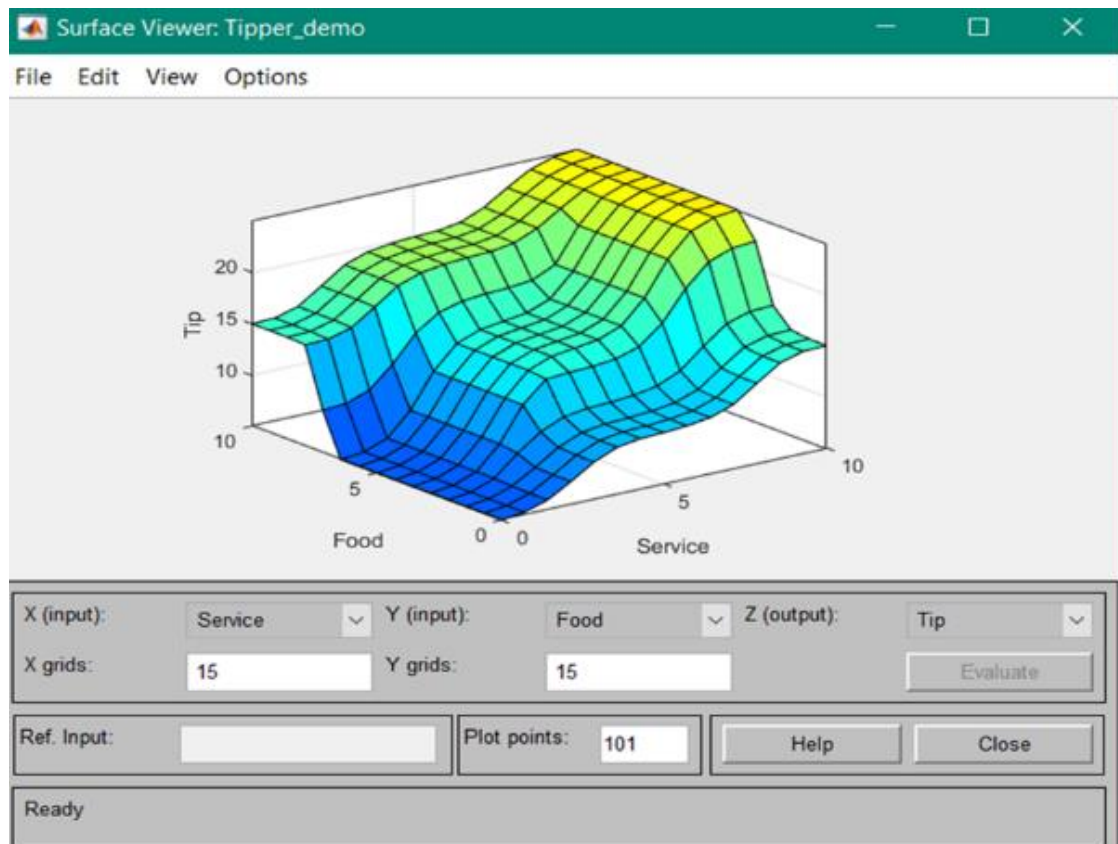 Surface Viewer: Tipper_demo
File Edit View Options
20
15
10
Tip
10
5
0
Food
0
5
10
Service
X (input): Service Y (input): Food Z (output): Tip
X grids: 15 Y grids: 15 Evaluate
Ref. Input: Plot points: 101 Help Close
Ready